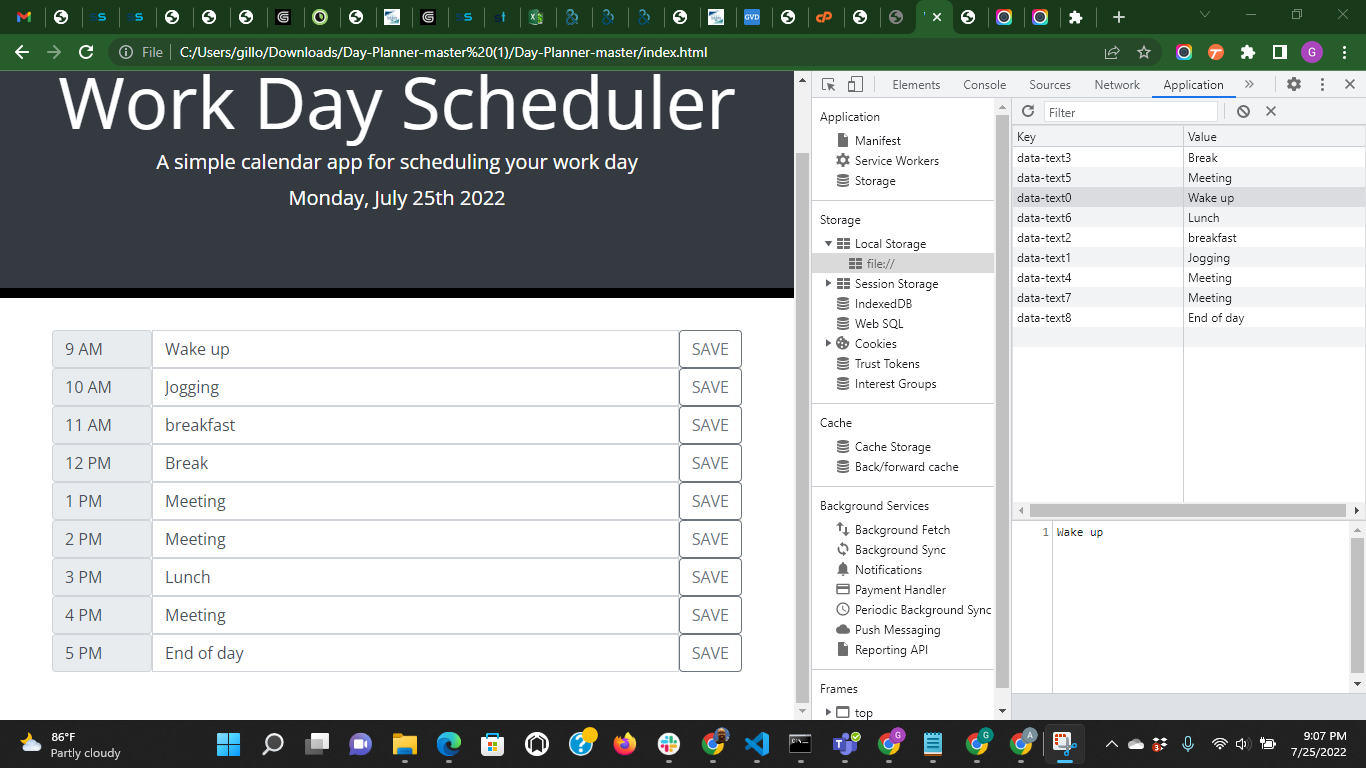 File C:/Users/gillo/Downloads/Day-Planner-master%20(1)/Day-Planner-master/index.html G
Work Day Scheduler
A simple calendar app for scheduling your work day
Monday, July 25th 2022
9 AM Wake up SAVE
10 AM Jogging SAVE
11 AM breakfast SAVE
12 PM Break SAVE
1 PM Meeting SAVE
2 PM Meeting SAVE
3 PM Lunch SAVE
4 PM Meeting SAVE
5 PM End of day SAVE
Elements Console Sources Network Application
Application
Manifest
Service Workers
Storage
Storage
Local Storage
file://
Session Storage
IndexedDB
Web SQL
Cookies
Trust Tokens
Interest Groups
Cache
Cache Storage
Back/forward cache
Background Services
Background Fetch
Background Sync
Notifications
Payment Handler
Periodic Background Sync
Push Messaging
Reporting API
Frames
top
Filter
Key Value
data-text3 Break
data-text5 Meeting
data-text0 Wake up
data-text6 Lunch
data-text2 breakfast
data-text1 Jogging
data-text4 Meeting
data-text7 Meeting
data-text8 End of day
1 Wake up
86°F
Partly cloudy
9:07 PM
7/25/2022